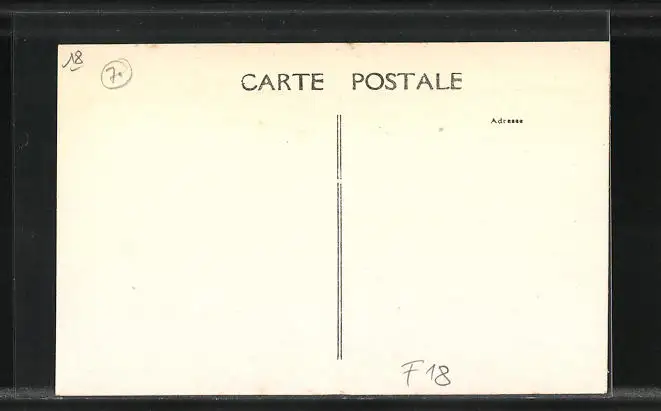 18
7.
CARTE POSTALE
Adresse
F18